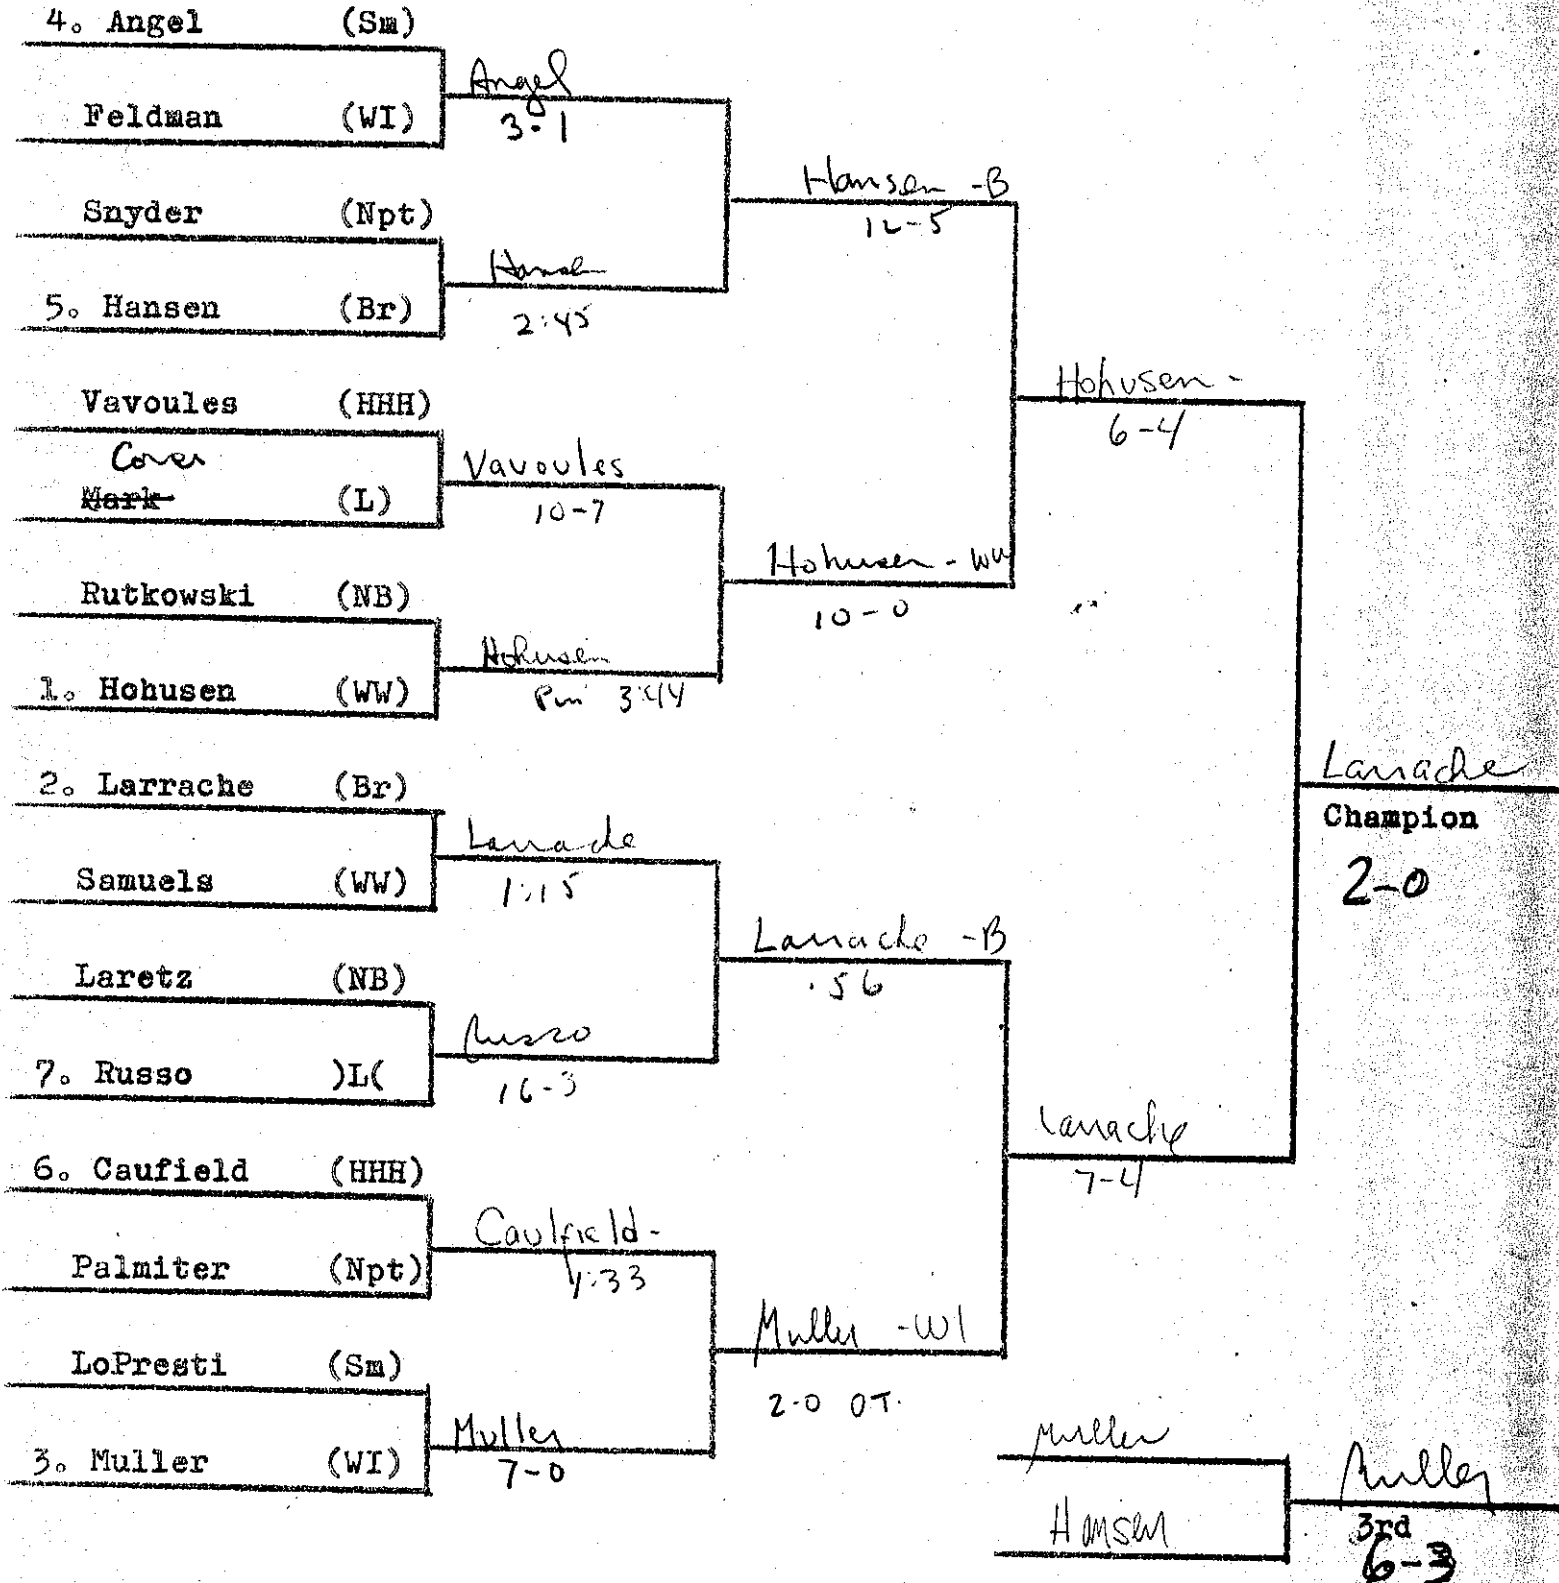 4. Angel (Sm)
Angel
3-1
Feldman (WI)
Hansen -B
12-5
Snyder (Npt)
Hansen
2:45
5. Hansen (Br)
Hohusen -
6-4
Vavoules (HHH)
Vavoules
10-7
Mark (L)
Hohusen - WW
10-0
Rutkowski (NB)
Hohusen
Pin 3:44
1. Hohusen (WW)
Larrache
Champion
2-0
2. Larrache (Br)
Larrache
1:15
Samuels (WW)
Larrache -B
.56
Laretz (NB)
Russo
16-3
7. Russo )L(
Larrache
7-4
6. Caufield (HHH)
Caulfield -
1:33
Palmiter (Npt)
Muller - WI
2-0 OT.
LoPresti (Sm)
Muller
7-0
3. Muller (WI)
Muller
Hansen
Muller
3rd
6-3